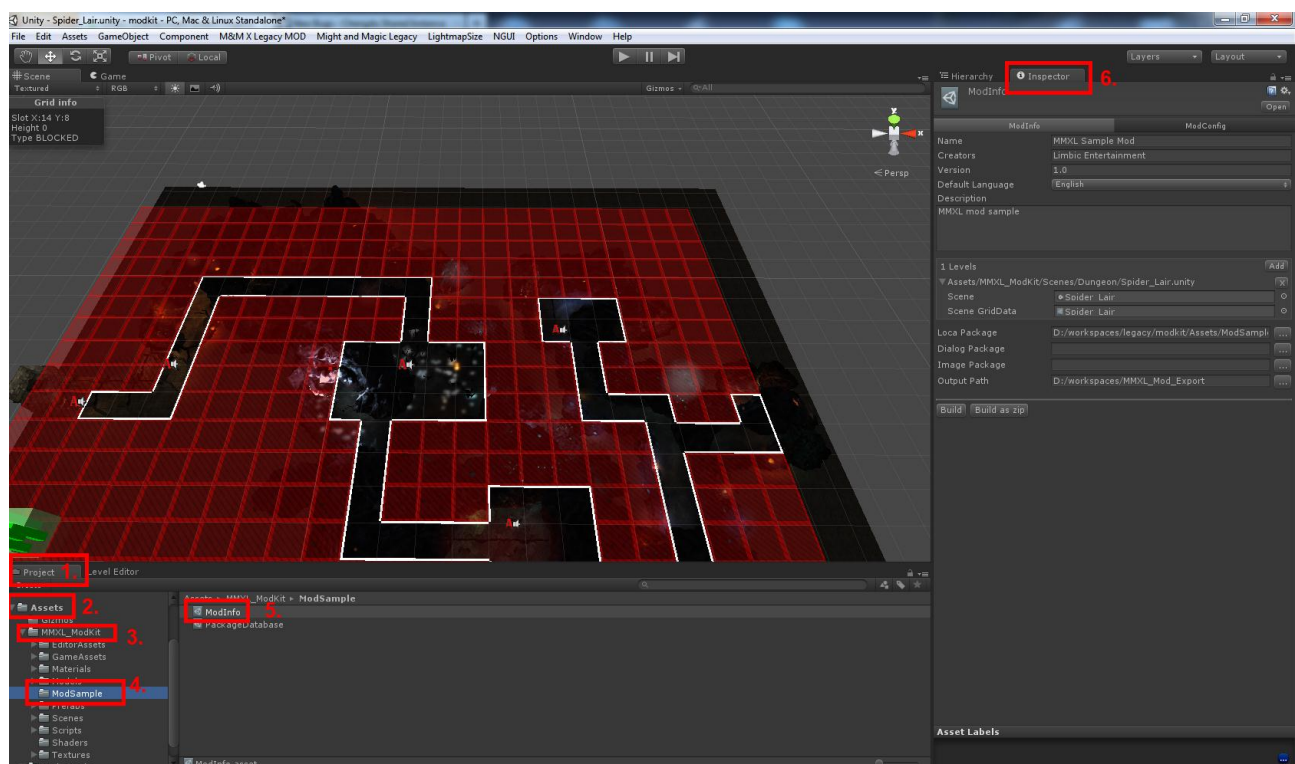 Unity - Spider_Lair.unity - modkit - PC, Mac & Linux Standalone*
File Edit Assets GameObject Component M&M X Legacy MOD Might and Magic Legacy LightmapSize NGUI Options Window Help
Pivot Local Layers Layout
Scene Game
Textured RGB Gizmos All
Grid info
Slot X:14 Y:8
Height 0
Type BLOCKED
y
x
Persp
A
A
A
A
A
Hierarchy Inspector 6.
ModInfo
Open
ModInfo ModConfig
Name MMXL Sample Mod
Creators Limbic Entertainment
Version 1.0
Default Language English
Description
MMXL mod sample
1 Levels Add
Assets/MMXL_ModKit/Scenes/Dungeon/Spider_Lair.unity X
Scene Spider_Lair
Scene GridData Spider_Lair
Loca Package D:/workspaces/legacy/modkit/Assets/ModSampl ...
Dialog Package ...
Image Package ...
Output Path D:/workspaces/MMXL_Mod_Export ...
Build Build as zip
Project 1. Level Editor
Assets 2.
Gizmos
MMXL_ModKit 3.
EditorAssets
GameAssets
Materials
Models
ModSample 4.
Prefabs
Scenes
Scripts
Shaders
Textures
Assets MMXL_ModKit ModSample
ModInfo 5.
PackageDatabase
ModInfo.asset
Asset Labels